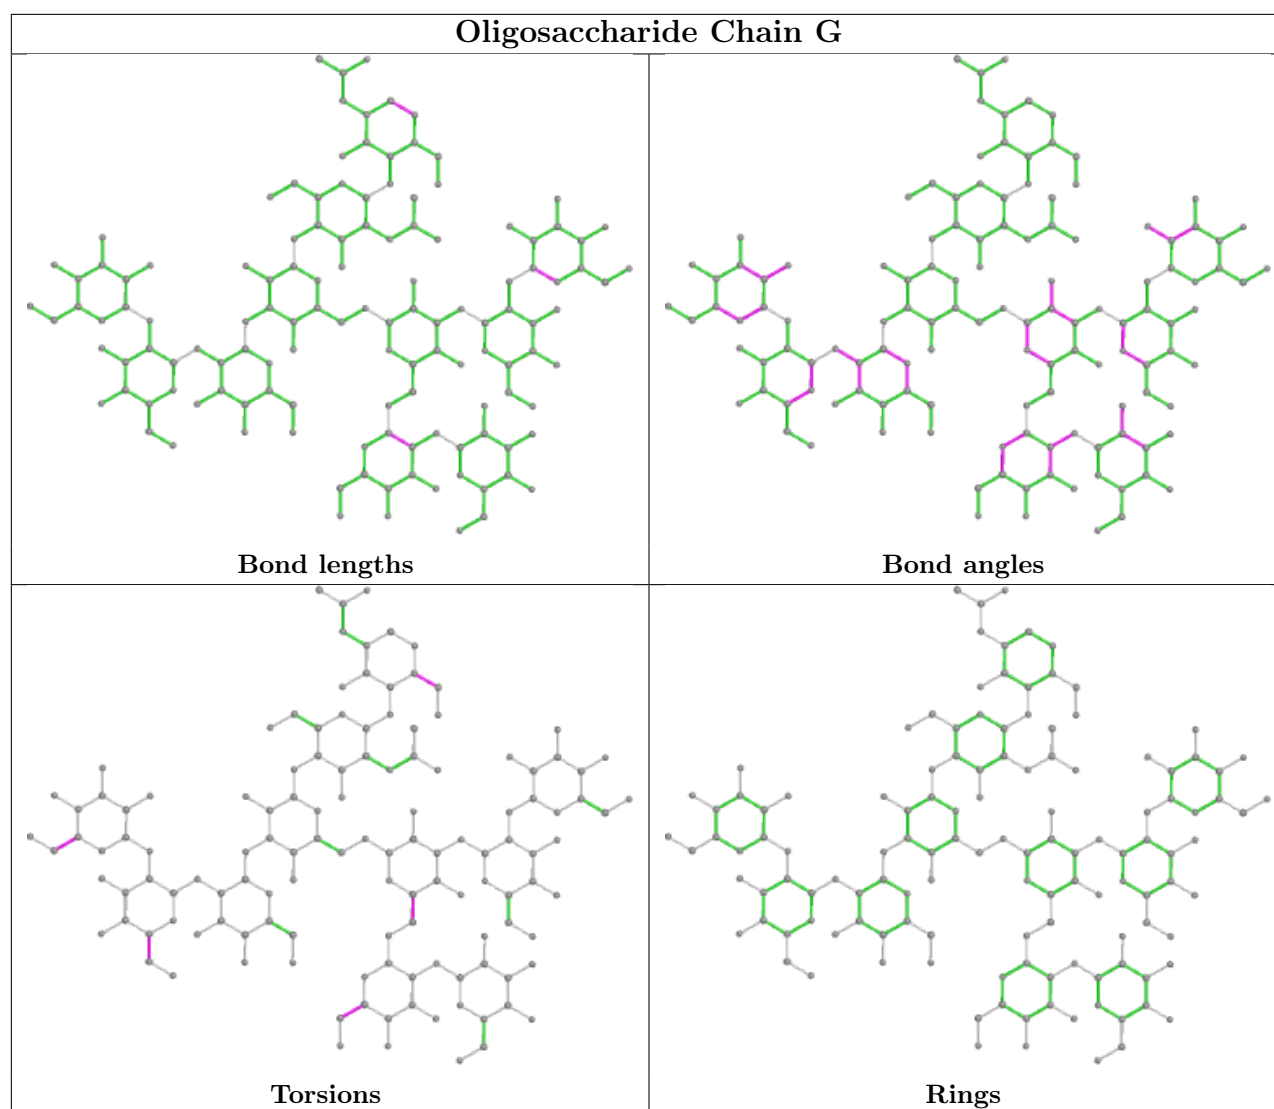 Oligosaccharide Chain G
Bond lengths
Bond angles
Torsions
Rings